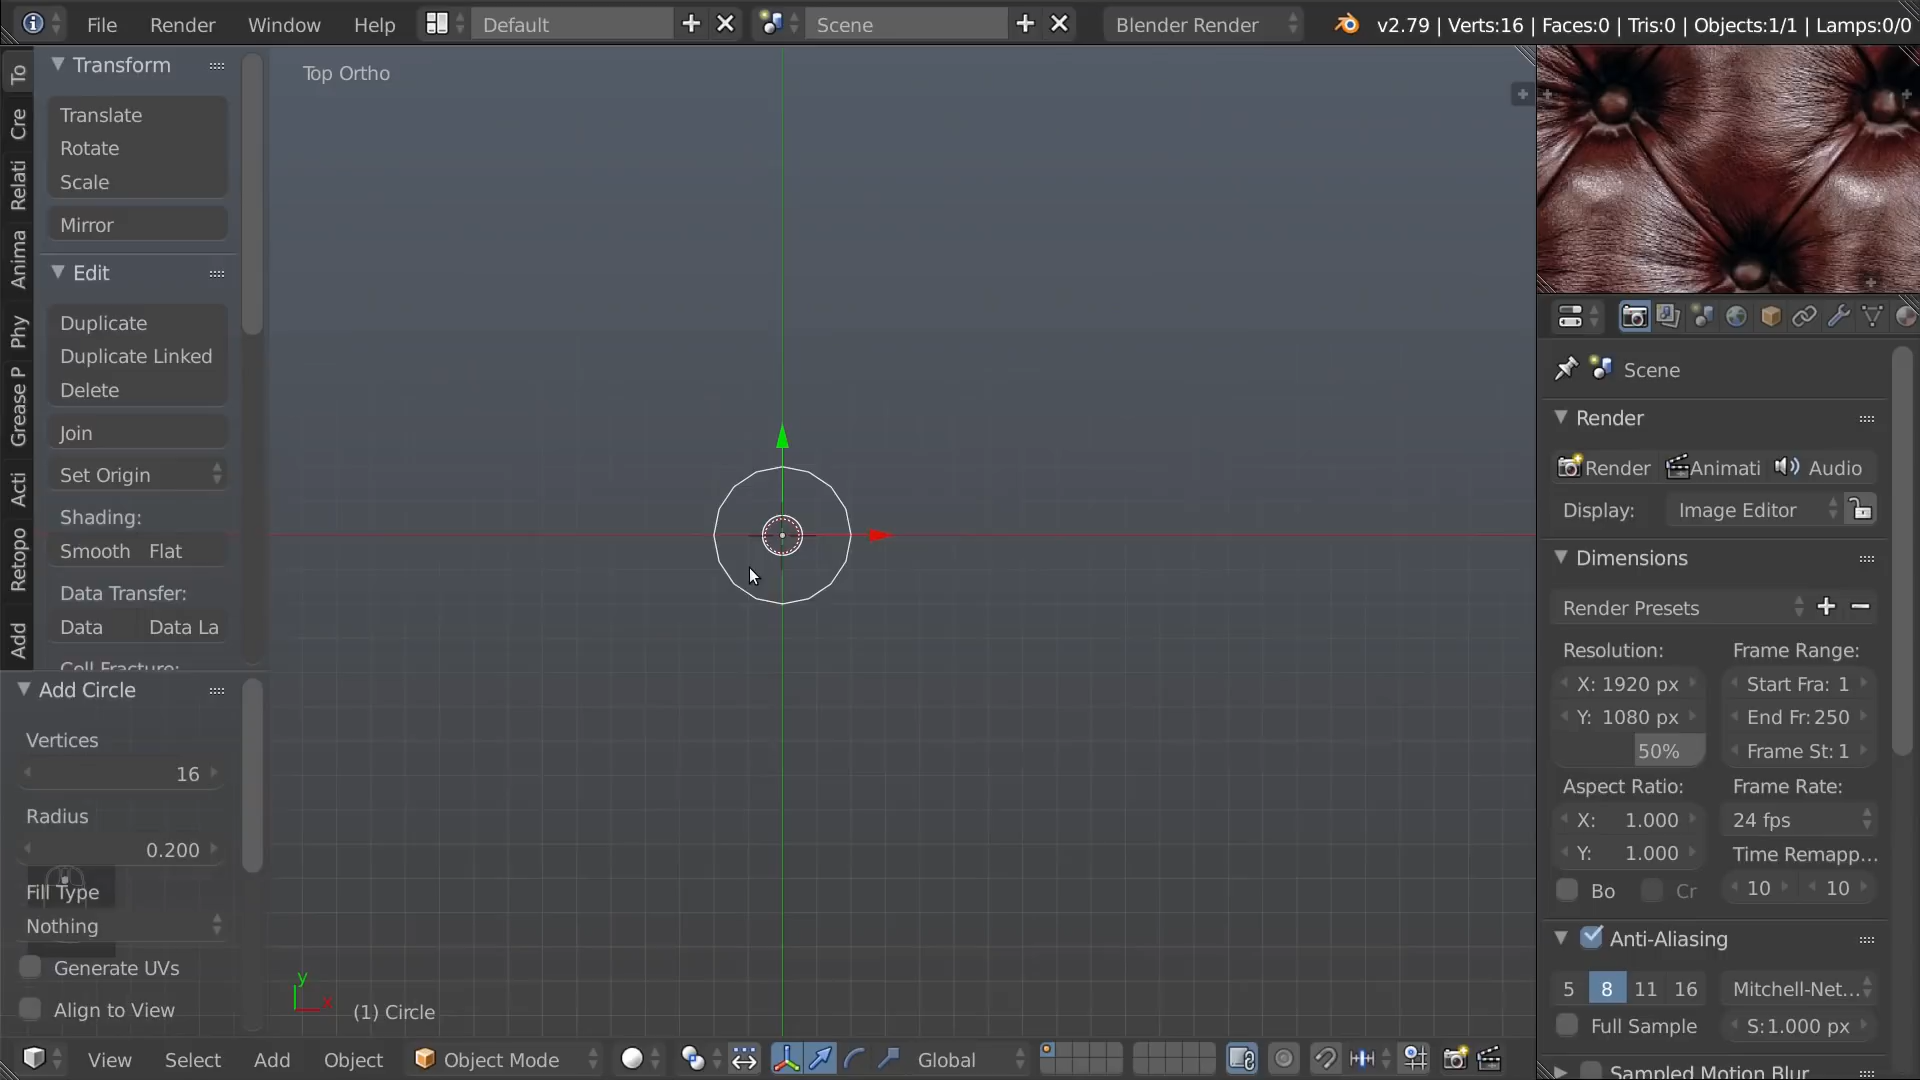 File Render Window Help Default Scene Blender Render v2.79 | Verts:16 | Faces:0 | Tris:0 | Objects:1/1 | Lamps:0/0
To
Cre
Relati
Anima
Phy
Grease P
Acti
Retopo
Add
Transform
Translate
Rotate
Scale
Mirror
Edit
Duplicate
Duplicate Linked
Delete
Join
Set Origin
Shading:
Smooth Flat
Data Transfer:
Data Data La
Cell Fracture:
Add Circle
Vertices
16
Radius
0.200
Fill Type
Nothing
Generate UVs
Align to View
Top Ortho
y
x
(1) Circle
View Select Add Object Object Mode Global
Scene
Render
Render Animati Audio
Display: Image Editor
Dimensions
Render Presets
Resolution: Frame Range:
X: 1920 px Start Fra: 1
Y: 1080 px End Fr: 250
50% Frame St: 1
Aspect Ratio: Frame Rate:
X: 1.000 24 fps
Y: 1.000 Time Remapp...
Bo Cr 10 10
Anti-Aliasing
5 8 11 16 Mitchell-Net...
Full Sample S: 1.000 px
Sampled Motion Blur